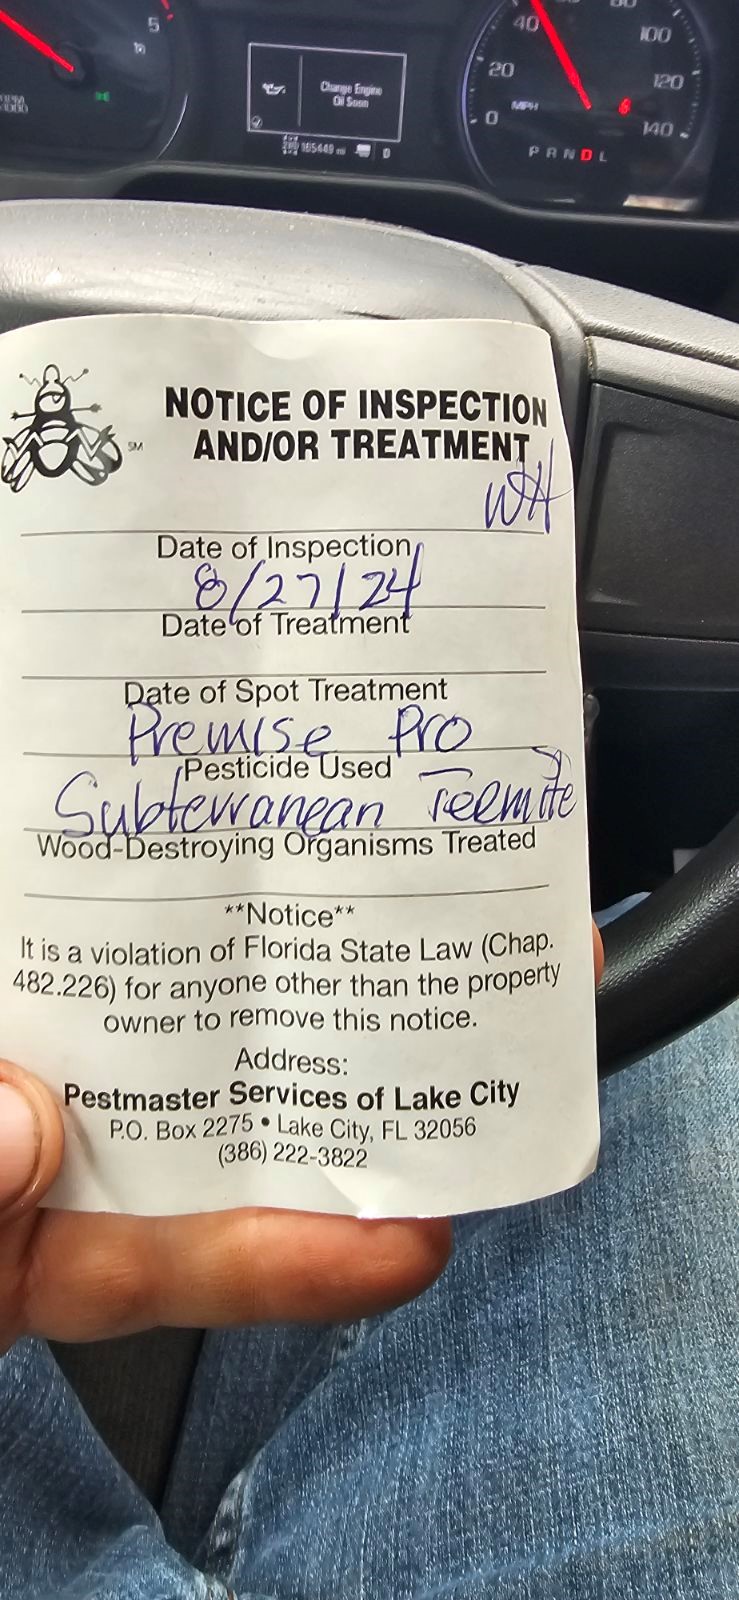 5
40
80
100
20
120
0
MPH
140
Change Engine
Oil Soon
165449 mi
D
P R N D L
NOTICE OF INSPECTION
AND/OR TREATMENT
SM
WH
Date of Inspection
8/27/24
Date of Treatment
Date of Spot Treatment
Premise Pro
Pesticide Used
Subterranean Teermite
Wood-Destroying Organisms Treated
**Notice**
It is a violation of Florida State Law (Chap.
482.226) for anyone other than the property
owner to remove this notice.
Address:
Pestmaster Services of Lake City
P.O. Box 2275 • Lake City, FL 32056
(386) 222-3822